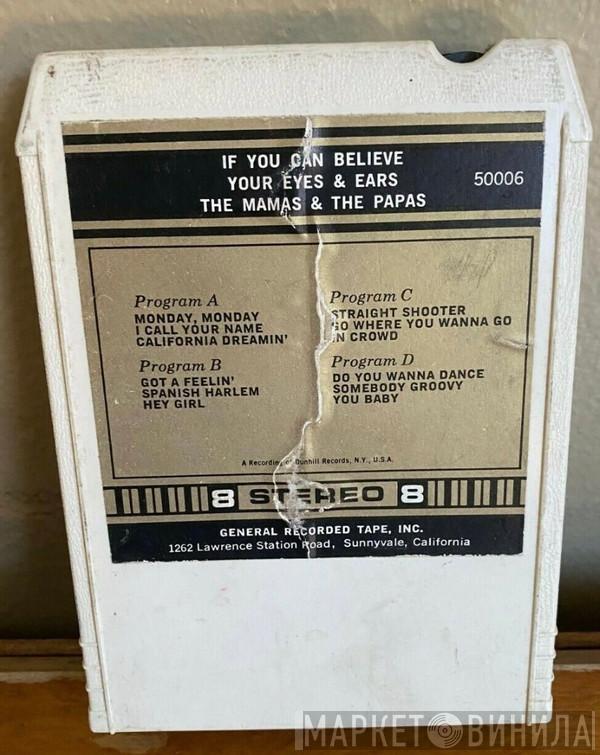 IF YOU CAN BELIEVE
YOUR EYES & EARS
THE MAMAS & THE PAPAS
50006
Program A
MONDAY, MONDAY
I CALL YOUR NAME
CALIFORNIA DREAMIN'
Program B
GOT A FEELIN'
SPANISH HARLEM
HEY GIRL
Program C
STRAIGHT SHOOTER
GO WHERE YOU WANNA GO
IN CROWD
Program D
DO YOU WANNA DANCE
SOMEBODY GROOVY
YOU BABY
A Recording of Dunhill Records, N.Y., U.S.A.
8 STEREO 8
GENERAL RECORDED TAPE, INC.
1262 Lawrence Station Road, Sunnyvale, California
МАРКЕТ ВИНИЛА